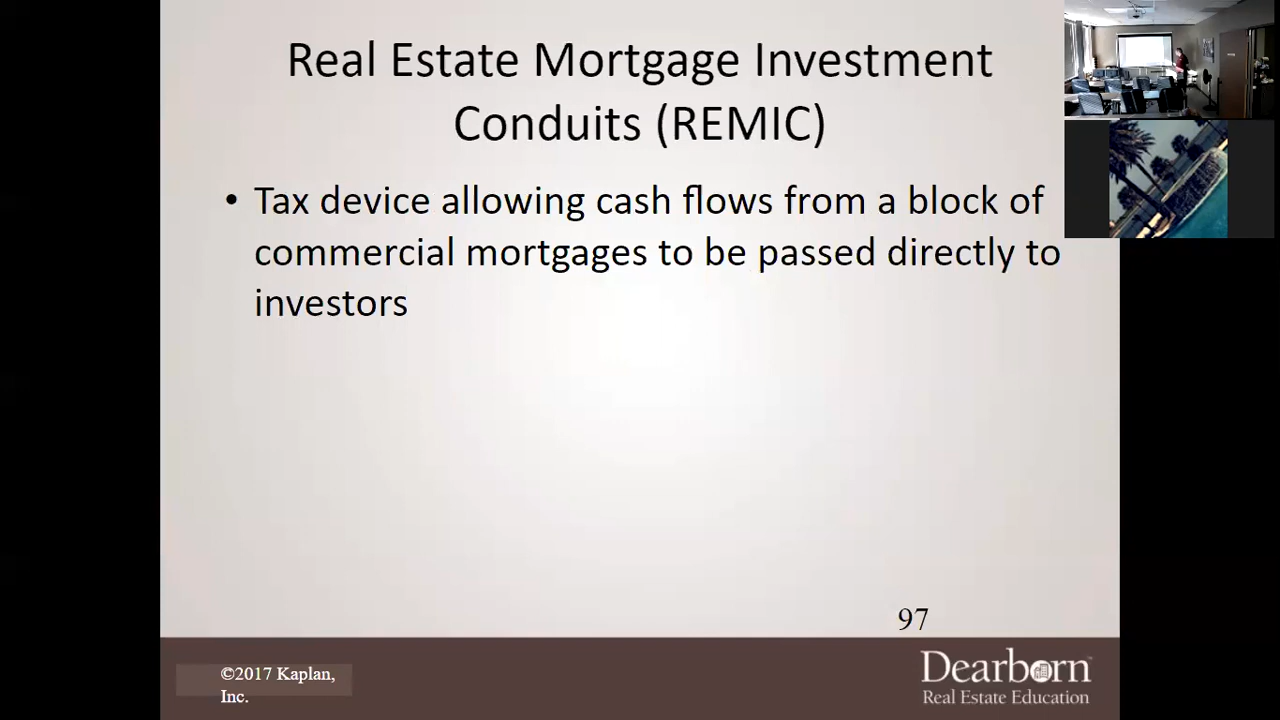 Real Estate Mortgage Investment
Conduits (REMIC)
• Tax device allowing cash flows from a block of
commercial mortgages to be passed directly to
investors
97
©2017 Kaplan,
Inc.
Dearborn
Real Estate Education